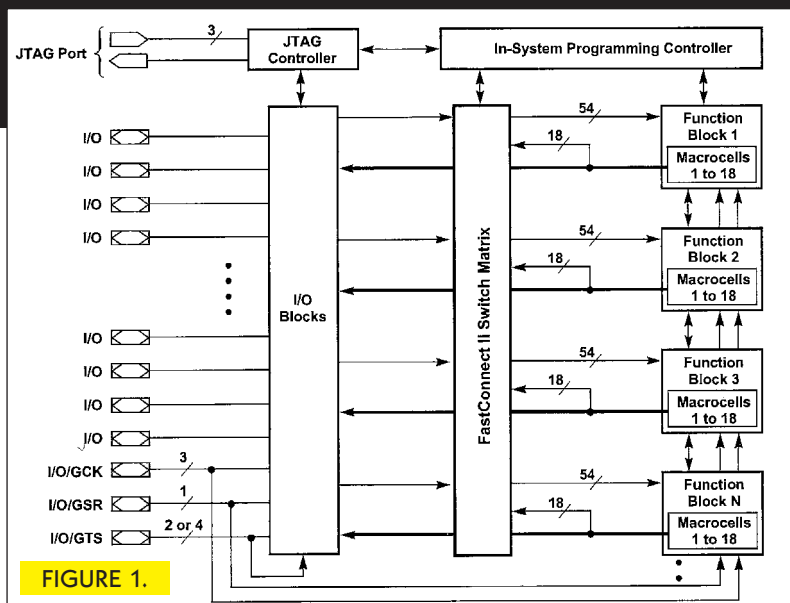 JTAG Port
3
JTAG
Controller
In-System Programming Controller
I/O
I/O
I/O
I/O
I/O
I/O
I/O
I/O
I/O/GCK
3
I/O/GSR
1
I/O/GTS
2 or 4
I/O
Blocks
FastConnect II Switch Matrix
54
18
Function
Block 1
Macrocells
1 to 18
54
18
Function
Block 2
Macrocells
1 to 18
54
18
Function
Block 3
Macrocells
1 to 18
54
18
Function
Block N
Macrocells
1 to 18
FIGURE 1.